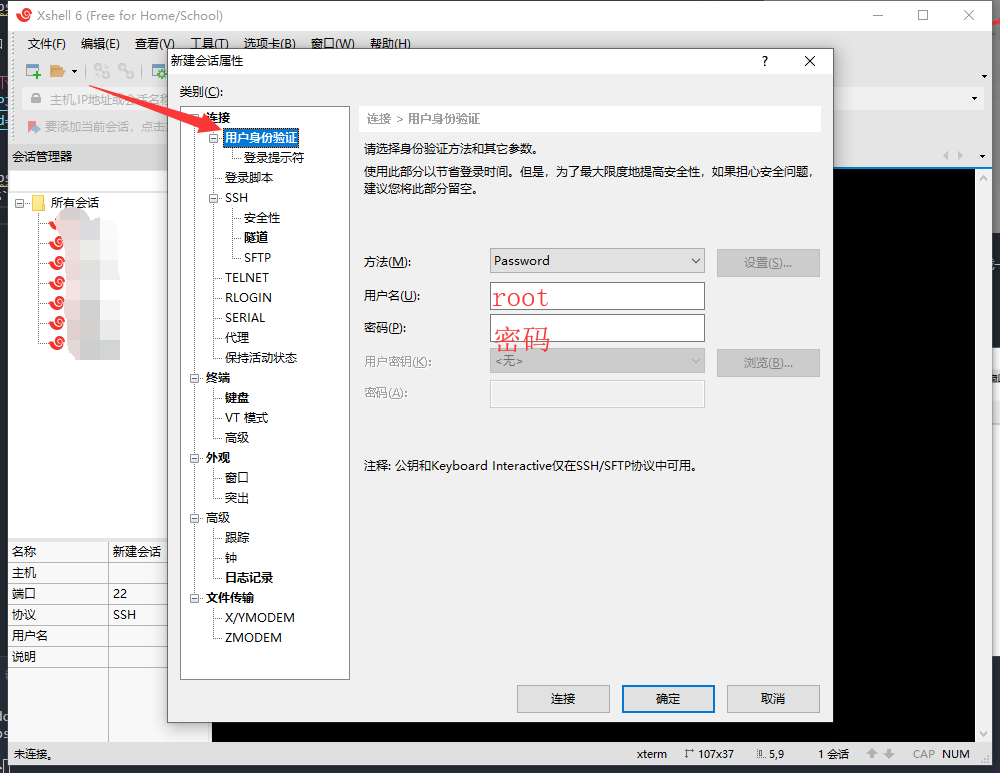 Xshell 6 (Free for Home/School)
文件(F) 编辑(E) 查看(V) 工具(T) 选项卡(B) 窗口(W) 帮助(H)
主机,IP地址或会话名称
要添加当前会话，点击
会话管理器
所有会话
名称 新建会话
主机
端口 22
协议 SSH
用户名
说明
未连接。
新建会话属性
?
类别(C):
连接
用户身份验证
登录提示符
登录脚本
SSH
安全性
隧道
SFTP
TELNET
RLOGIN
SERIAL
代理
保持活动状态
终端
键盘
VT 模式
高级
外观
窗口
突出
高级
跟踪
钟
日志记录
文件传输
X/YMODEM
ZMODEM
连接 > 用户身份验证
请选择身份验证方法和其它参数。
使用此部分以节省登录时间。但是，为了最大限度地提高安全性，如果担心安全问题，
建议您将此部分留空。
方法(M): Password 设置(S)...
用户名(U): root
密码(P): 密码
用户密钥(K): <无> 浏览(B)...
密码(A):
注释: 公钥和Keyboard Interactive仅在SSH/SFTP协议中可用。
连接 确定 取消
xterm 107x37 5,9 1 会话 CAP NUM